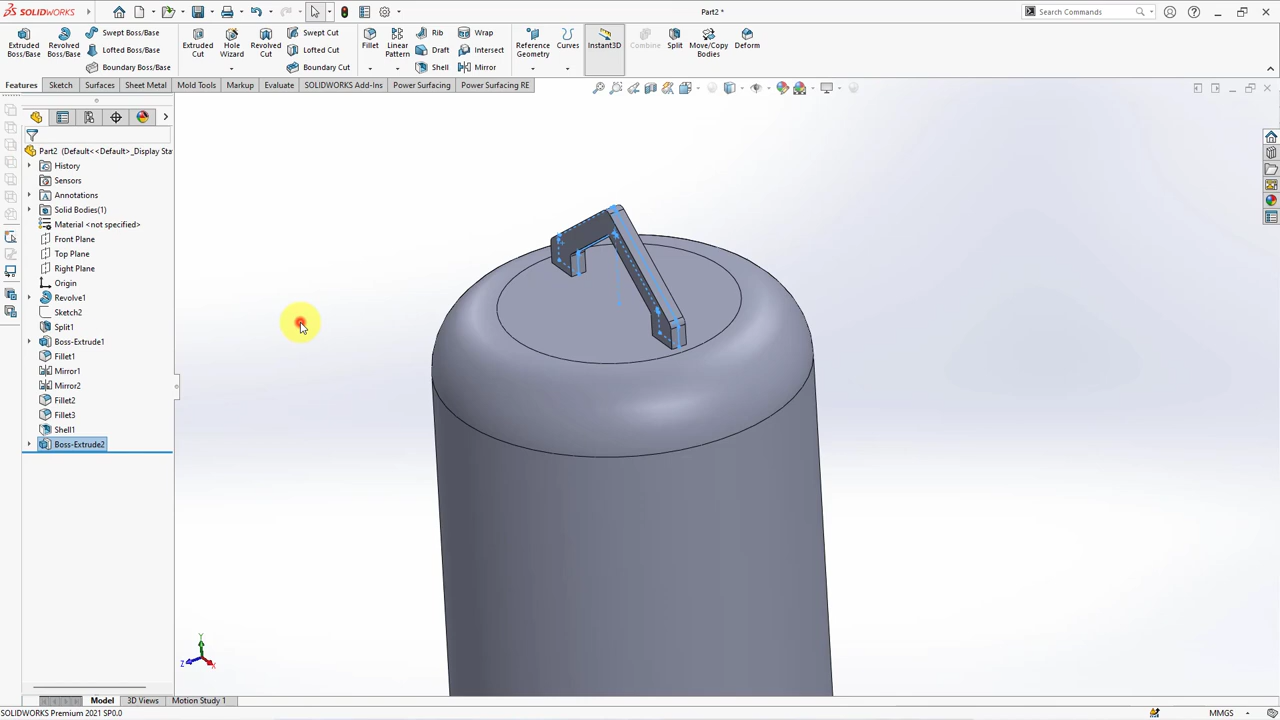 SOLIDWORKS
Part2 *
Search Commands
Extruded Boss/Base
Revolved Boss/Base
Swept Boss/Base
Lofted Boss/Base
Boundary Boss/Base
Extruded Cut
Hole Wizard
Revolved Cut
Swept Cut
Lofted Cut
Boundary Cut
Fillet
Linear Pattern
Rib
Draft
Shell
Wrap
Intersect
Mirror
Reference Geometry
Curves
Instant3D
Combine
Split
Move/Copy Bodies
Deform
Features
Sketch
Surfaces
Sheet Metal
Mold Tools
Markup
Evaluate
SOLIDWORKS Add-Ins
Power Surfacing
Power Surfacing RE
Part2 (Default<<Default>_Display Sta
History
Sensors
Annotations
Solid Bodies(1)
Material <not specified>
Front Plane
Top Plane
Right Plane
Origin
Revolve1
Sketch2
Split1
Boss-Extrude1
Fillet1
Mirror1
Mirror2
Fillet2
Fillet3
Shell1
Boss-Extrude2
Y
Z
X
Model
3D Views
Motion Study 1
SOLIDWORKS Premium 2021 SP0.0
MMGS